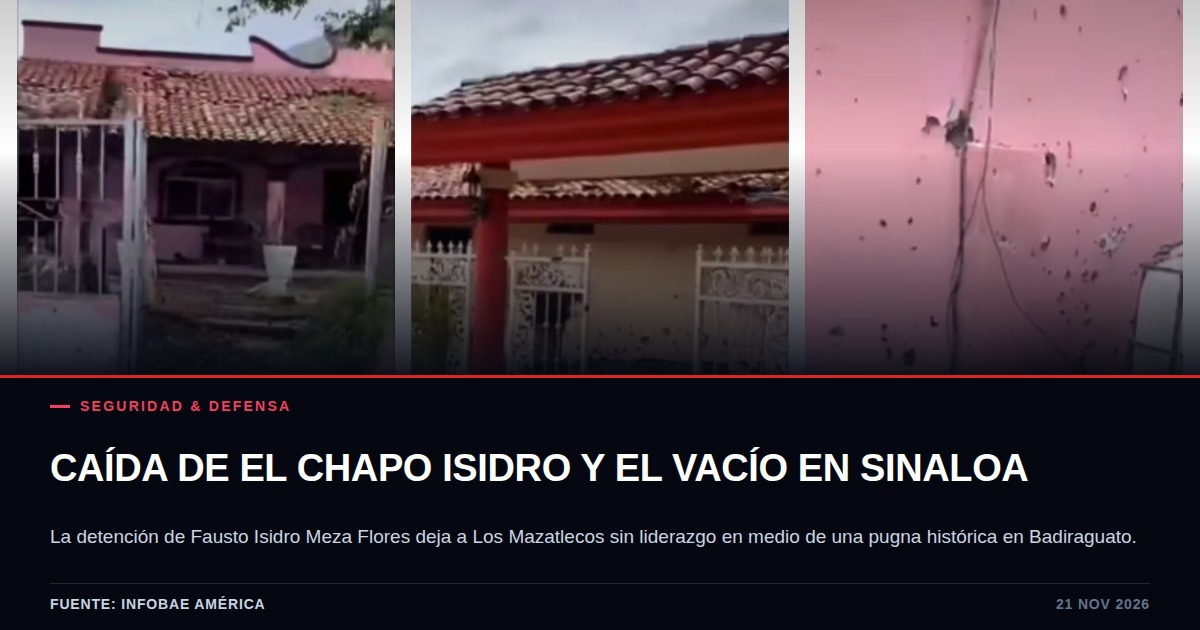 SEGURIDAD & DEFENSA
CAÍDA DE EL CHAPO ISIDRO Y EL VACÍO EN SINALOA
La detención de Fausto Isidro Meza Flores deja a Los Mazatlecos sin liderazgo en medio de una pugna histórica en Badiraguato.
FUENTE: INFOBAE AMÉRICA
21 NOV 2026